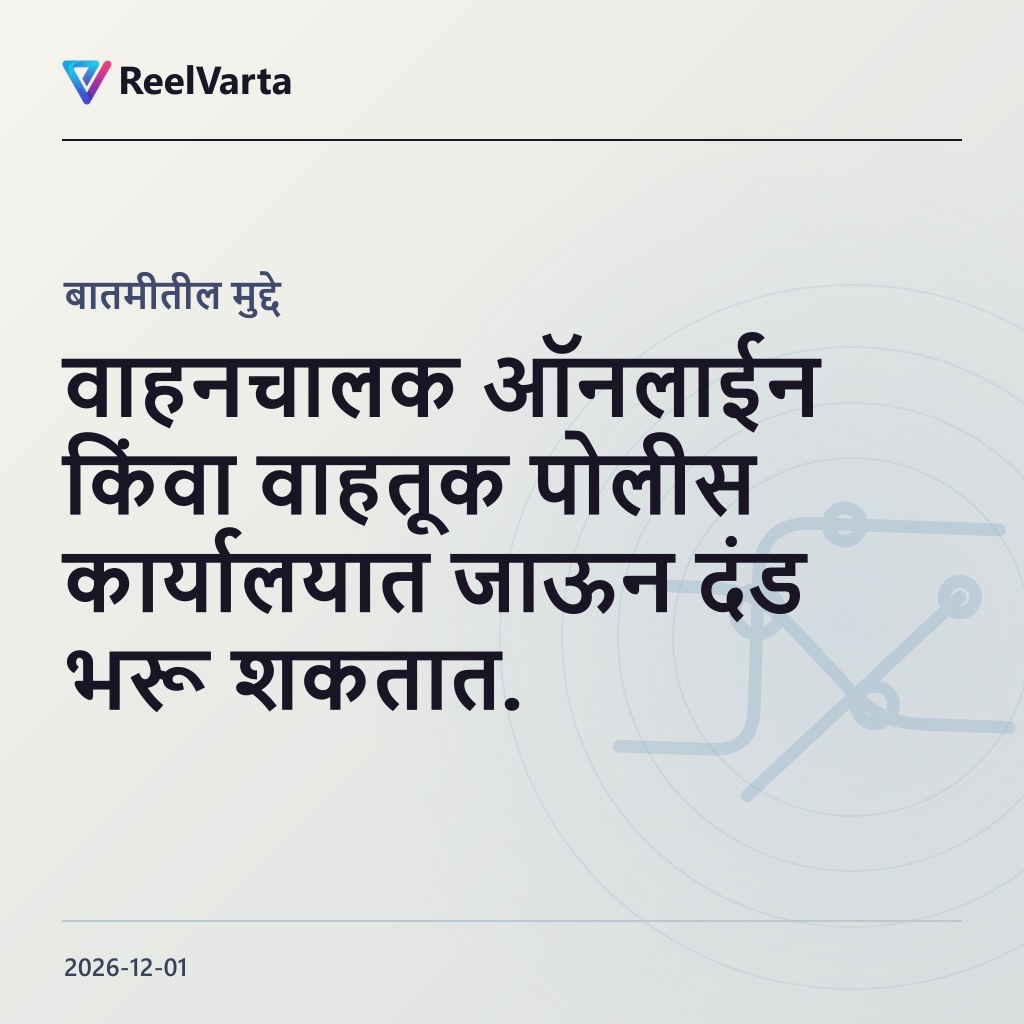 ReelVarta
बातमीतील मुद्दे
वाहनचालक ऑनलाईन
किंवा वाहतूक पोलीस
कार्यालयात जाऊन दंड
भरू शकतात.
2026-12-01